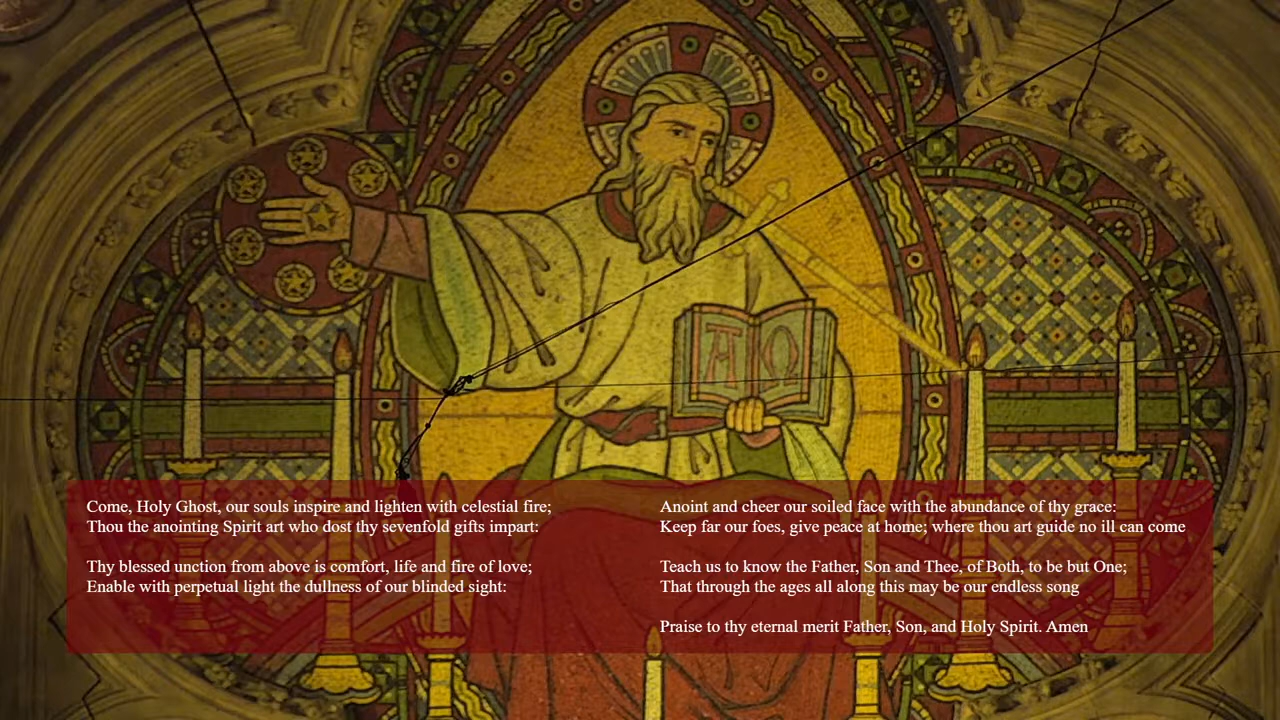 Α Ω
Come, Holy Ghost, our souls inspire and lighten with celestial fire;
Thou the anointing Spirit art who dost thy sevenfold gifts impart:
Thy blessed unction from above is comfort, life and fire of love;
Enable with perpetual light the dullness of our blinded sight:
Anoint and cheer our soiled face with the abundance of thy grace:
Keep far our foes, give peace at home; where thou art guide no ill can come
Teach us to know the Father, Son and Thee, of Both, to be but One;
That through the ages all along this may be our endless song
Praise to thy eternal merit Father, Son, and Holy Spirit. Amen